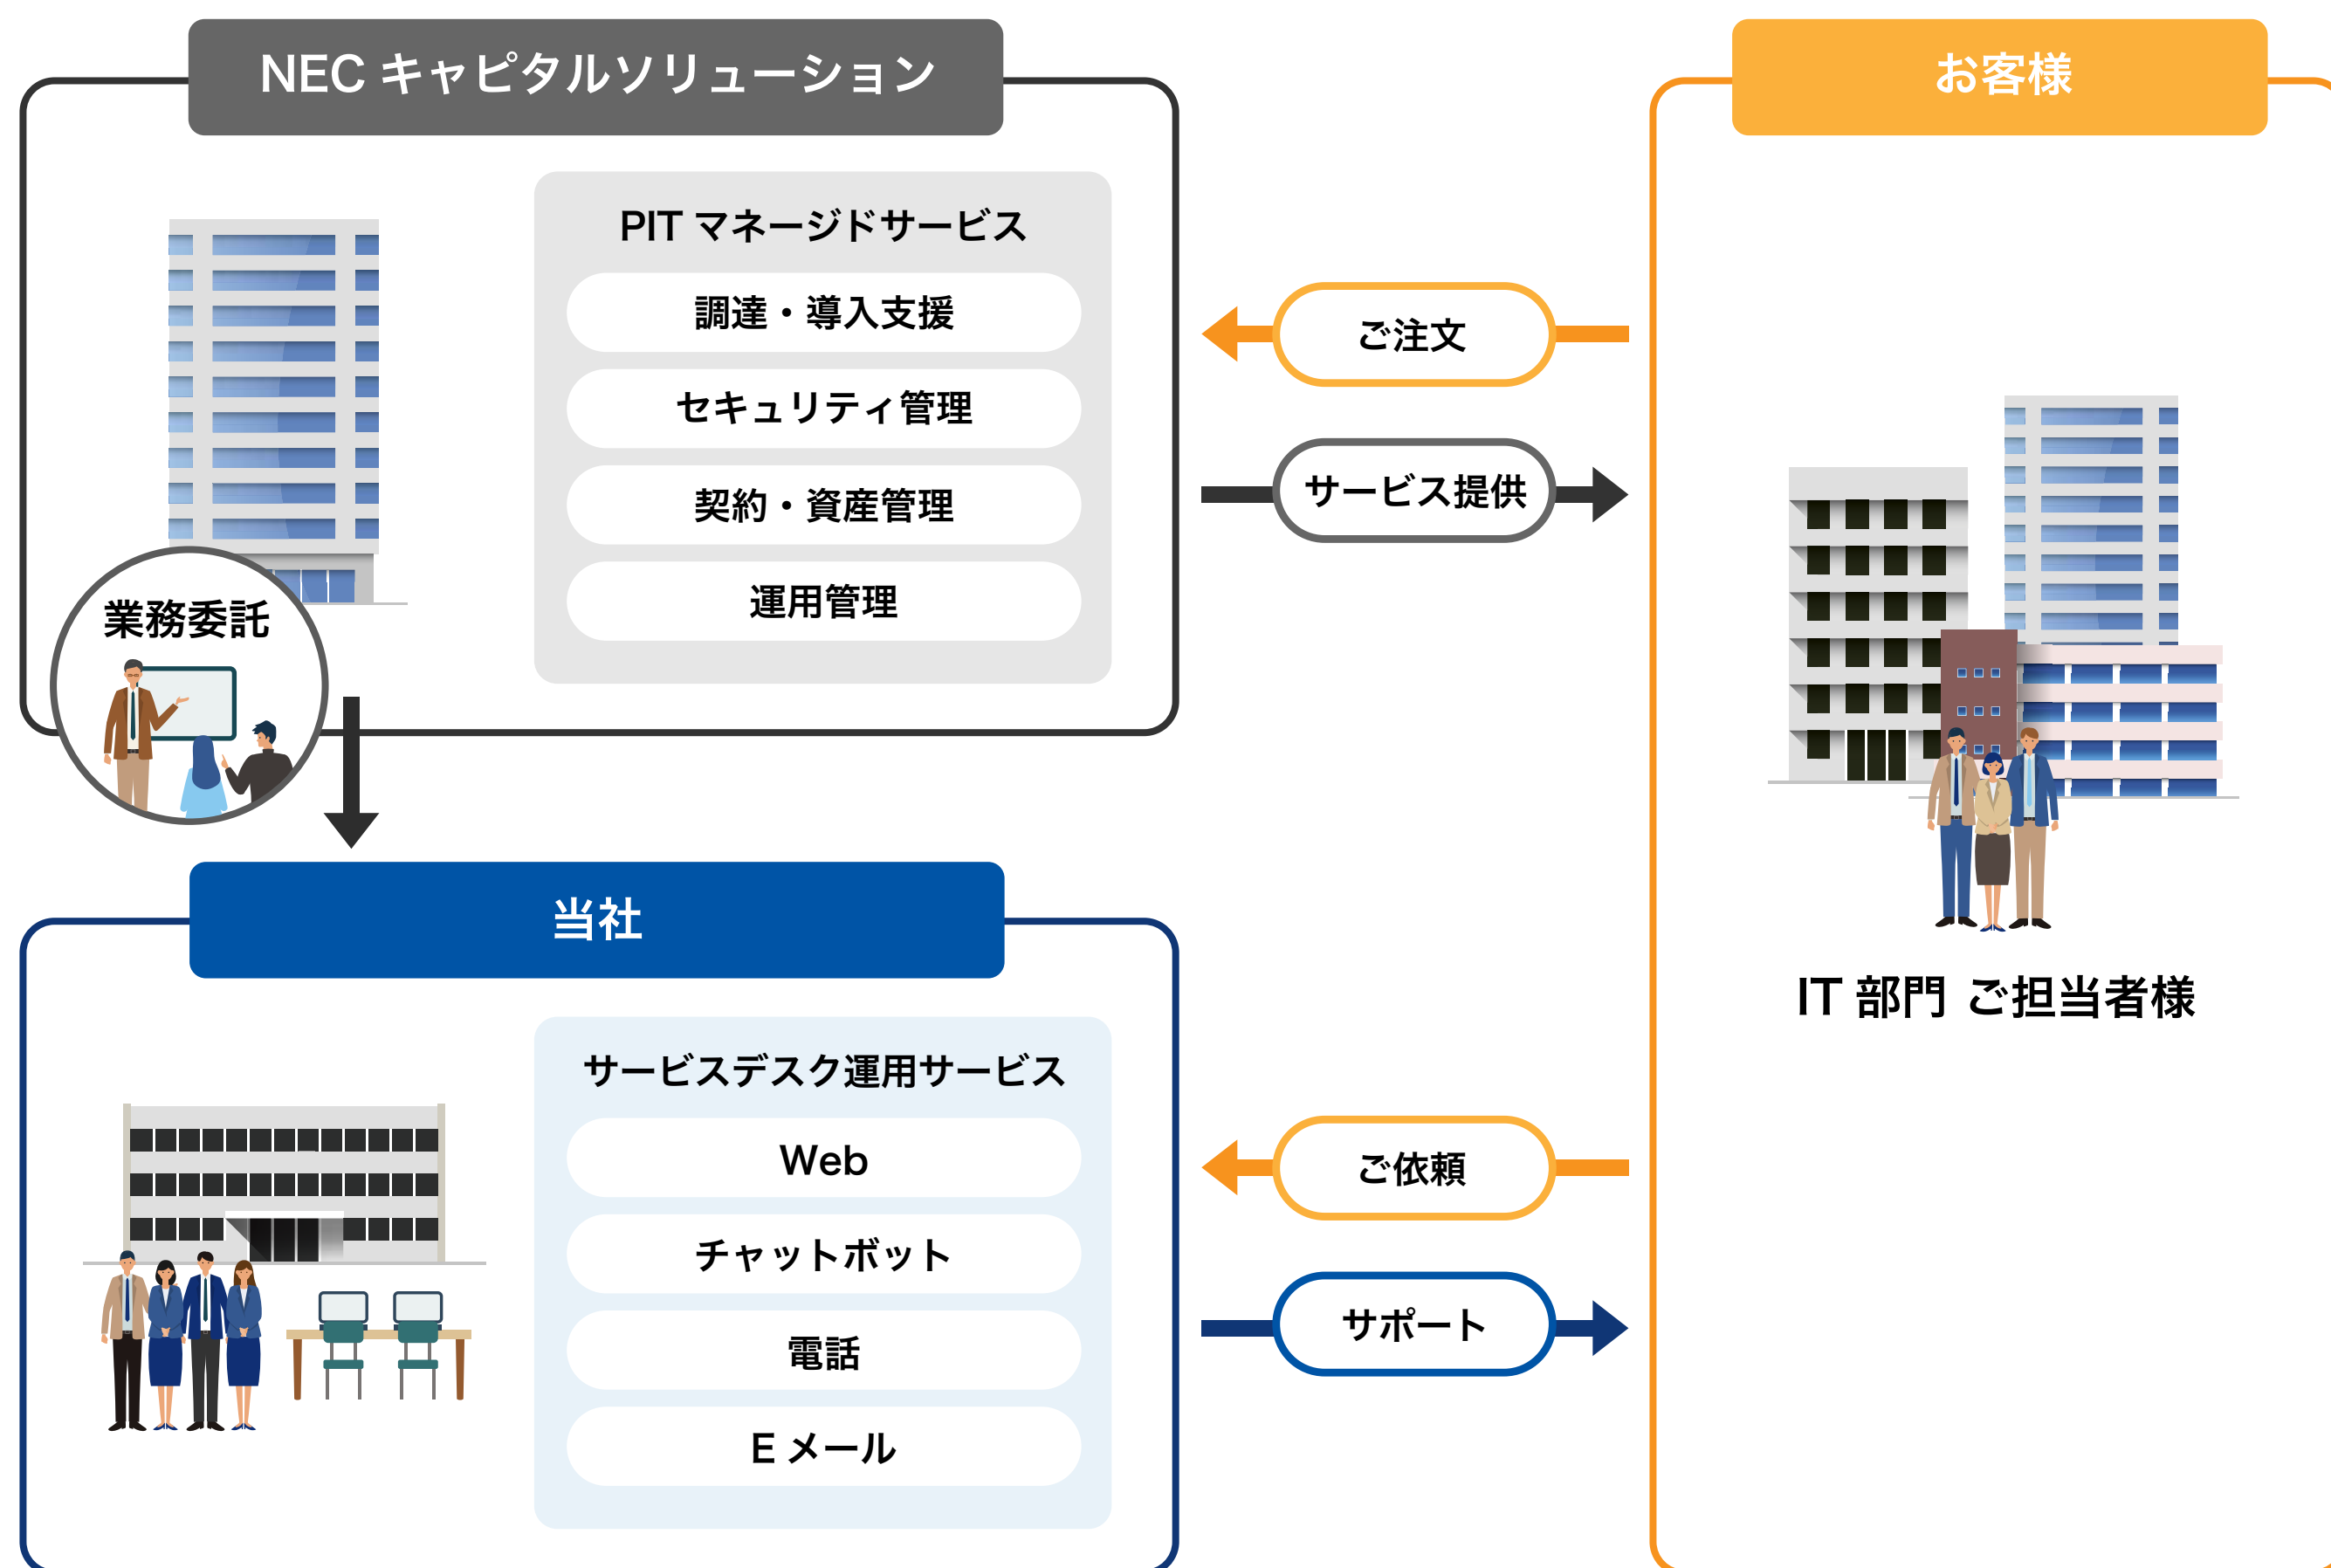 NEC キャピタルソリューション
PIT マネージドサービス
調達・導入支援
セキュリティ管理
契約・資産管理
運用管理
業務委託
ご注文
サービス提供
お客様
IT 部門 ご担当者様
当社
サービスデスク運用サービス
Web
チャットボット
電話
E メール
ご依頼
サポート